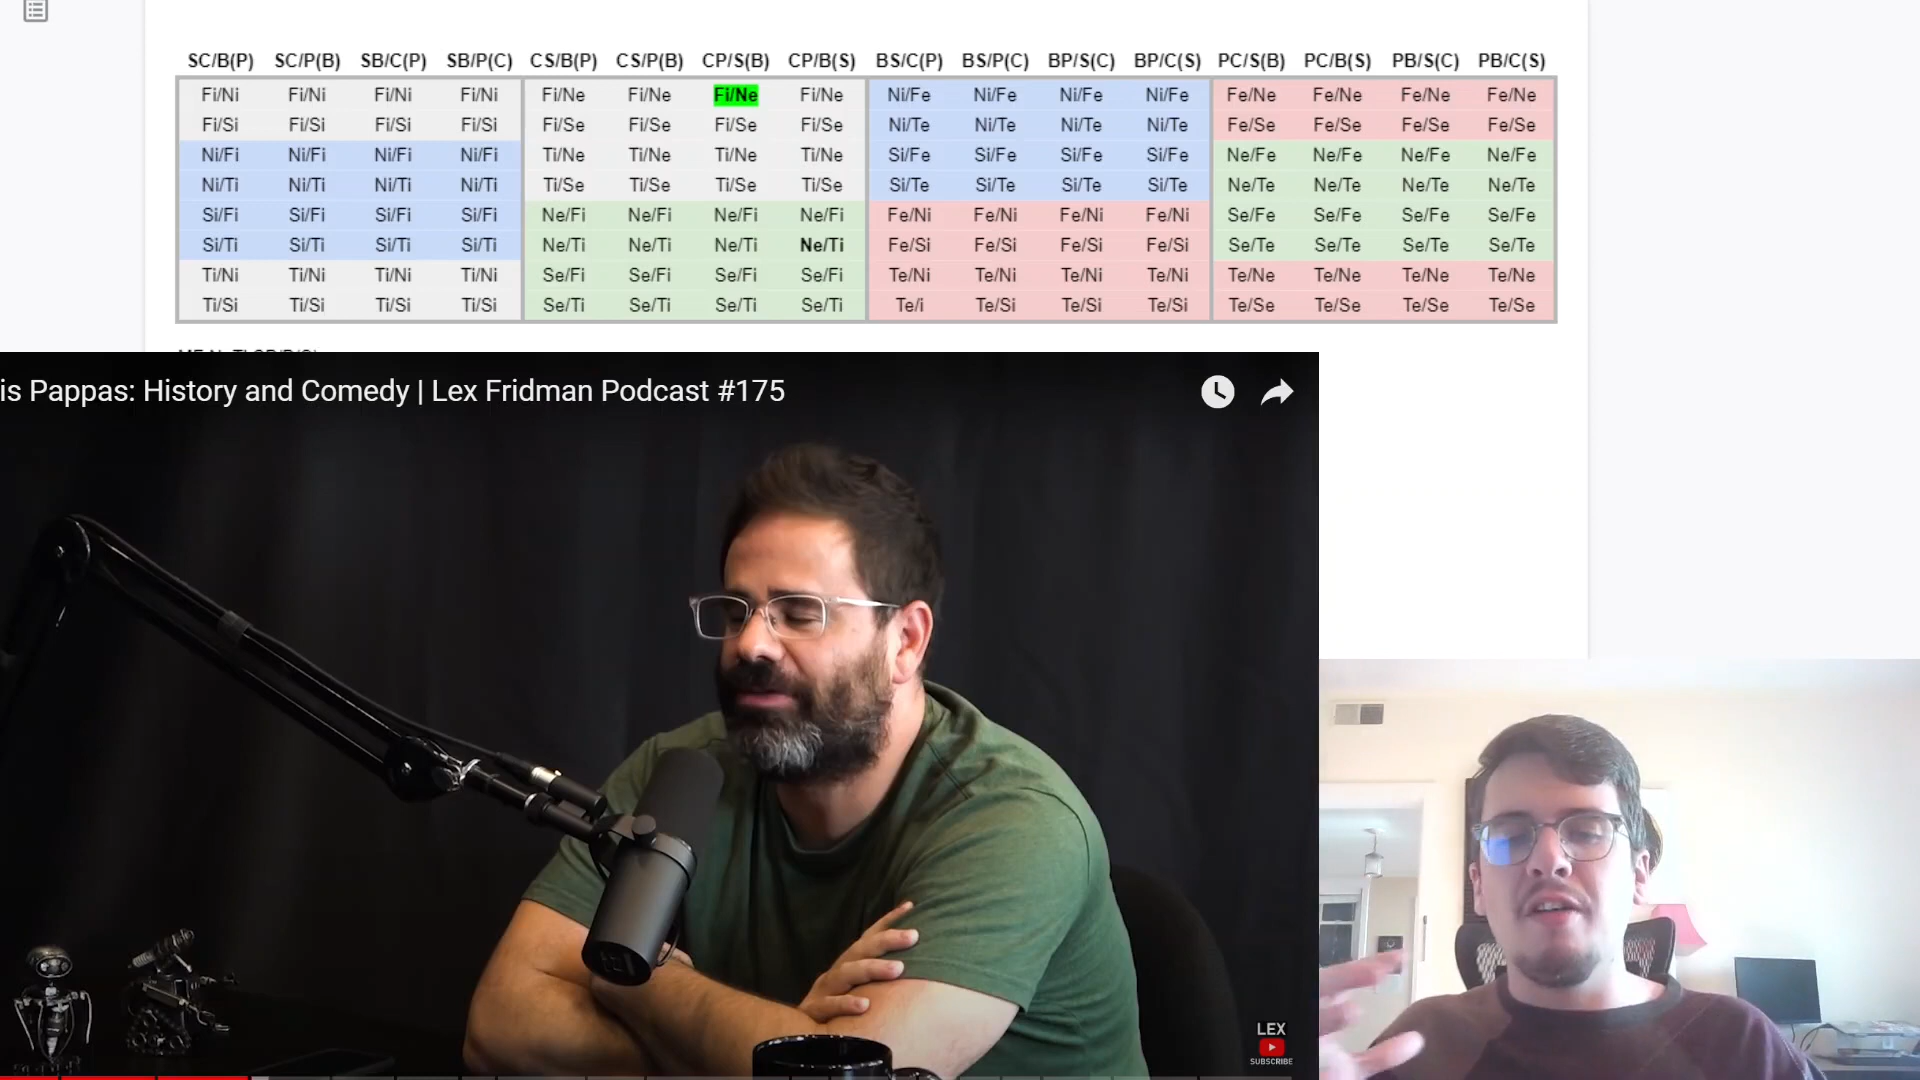 SC/B(P) SC/P(B) SB/C(P) SB/P(C) CS/B(P) CS/P(B) CP/S(B) CP/B(S) BS/C(P) BS/P(C) BP/S(C) BP/C(S) PC/S(B) PC/B(S) PB/S(C) PB/C(S)
Fi/Ni Fi/Ni Fi/Ni Fi/Ni Fi/Ne Fi/Ne Fi/Ne Fi/Ne Ni/Fe Ni/Fe Ni/Fe Ni/Fe Fe/Ne Fe/Ne Fe/Ne Fe/Ne
Fi/Si Fi/Si Fi/Si Fi/Si Fi/Se Fi/Se Fi/Se Fi/Se Ni/Te Ni/Te Ni/Te Ni/Te Fe/Se Fe/Se Fe/Se Fe/Se
Ni/Fi Ni/Fi Ni/Fi Ni/Fi Ti/Ne Ti/Ne Ti/Ne Ti/Ne Si/Fe Si/Fe Si/Fe Si/Fe Ne/Fe Ne/Fe Ne/Fe Ne/Fe
Ni/Ti Ni/Ti Ni/Ti Ni/Ti Ti/Se Ti/Se Ti/Se Ti/Se Si/Te Si/Te Si/Te Si/Te Ne/Te Ne/Te Ne/Te Ne/Te
Si/Fi Si/Fi Si/Fi Si/Fi Ne/Fi Ne/Fi Ne/Fi Ne/Fi Fe/Ni Fe/Ni Fe/Ni Fe/Ni Se/Fe Se/Fe Se/Fe Se/Fe
Si/Ti Si/Ti Si/Ti Si/Ti Ne/Ti Ne/Ti Ne/Ti Ne/Ti Fe/Si Fe/Si Fe/Si Fe/Si Se/Te Se/Te Se/Te Se/Te
Ti/Ni Ti/Ni Ti/Ni Ti/Ni Se/Fi Se/Fi Se/Fi Se/Fi Te/Ni Te/Ni Te/Ni Te/Ni Te/Ne Te/Ne Te/Ne Te/Ne
Ti/Si Ti/Si Ti/Si Ti/Si Se/Ti Se/Ti Se/Ti Se/Ti Te/i Te/Si Te/Si Te/Si Te/Se Te/Se Te/Se Te/Se
is Pappas: History and Comedy | Lex Fridman Podcast #175
LEX
SUBSCRIBE